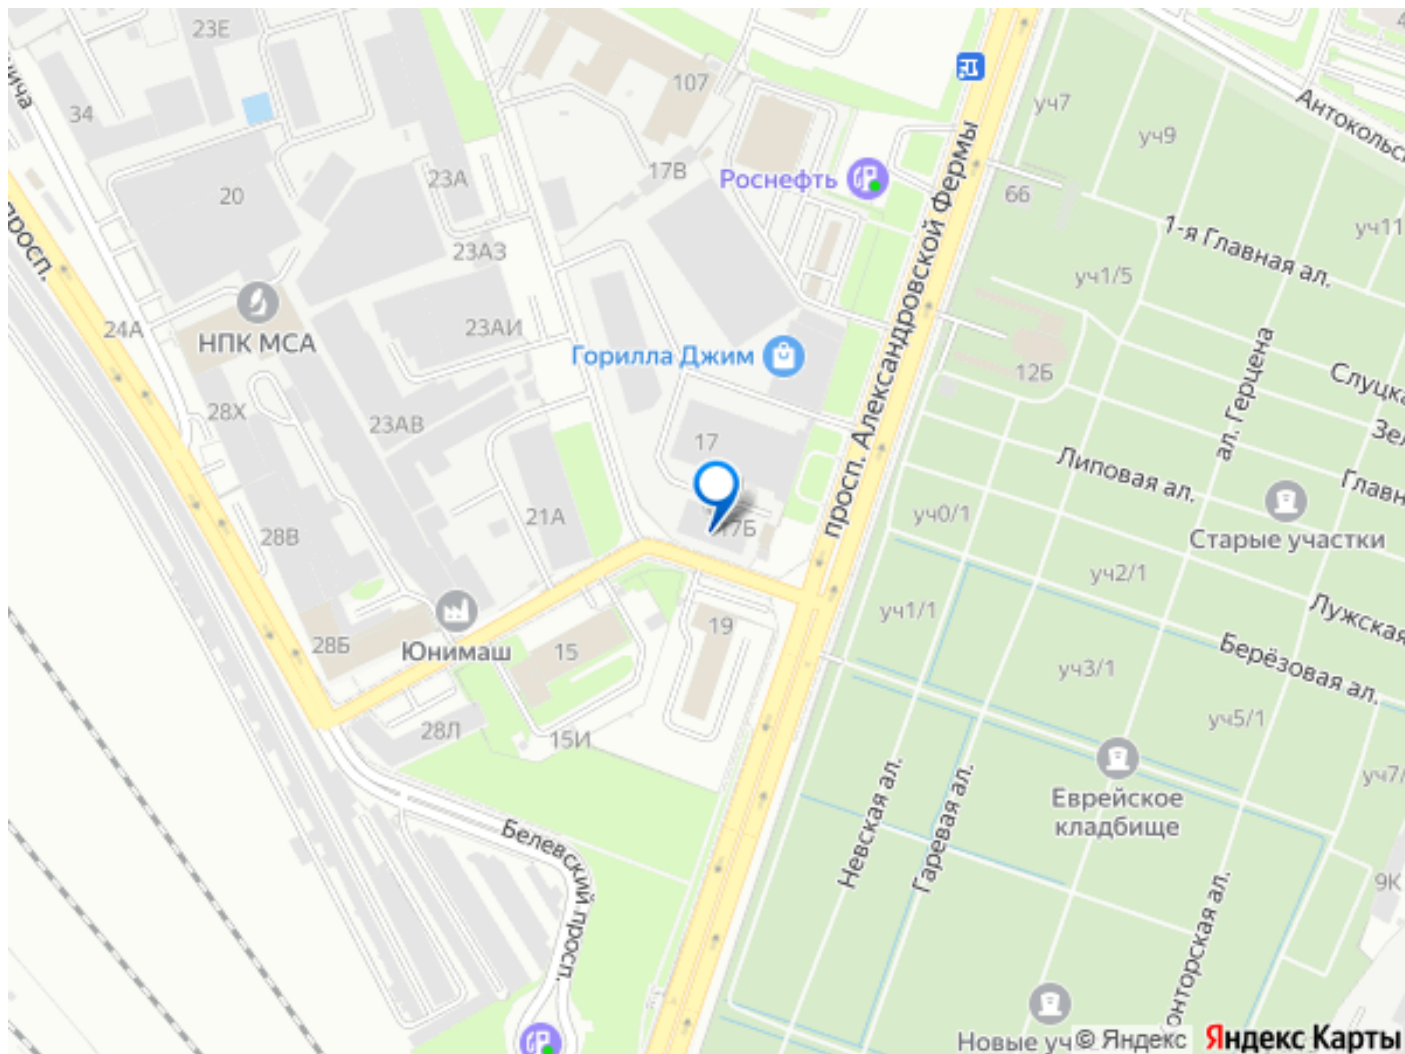 23Е
107
уч7
Антокольс
34
уч9
17В
Роснефть
23А
66
20
просп. Александровской Фермы
1-я Главная ал.
уч11
23АЗ
уч1/5
просп.
24А
23АИ
НПК МСА
Горилла Джим
12Б
ал. Герцена
Слуцка
28Х
23АВ
17
Зел
Липовая ал.
Главн
21А
17Б
уч0/1
Старые участки
28В
уч2/1
уч1/1
Лужская
28Б
Юнимаш
15
19
Берёзовая ал.
уч3/1
28Л
15И
уч5/1
уч7/
Еврейское
кладбище
Невская ал.
Гаревая ал.
Белевский просп.
9К
Конторская ал.
Новые уч
© Яндекс
Яндекс Карты